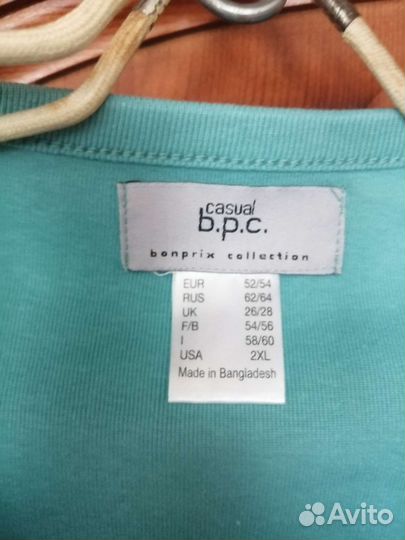 casual
b.p.c.
bonprix collection
EUR 52/54
RUS 62/64
UK 26/28
F/B 54/56
I 58/60
USA 2XL
Made in Bangladesh
Avito